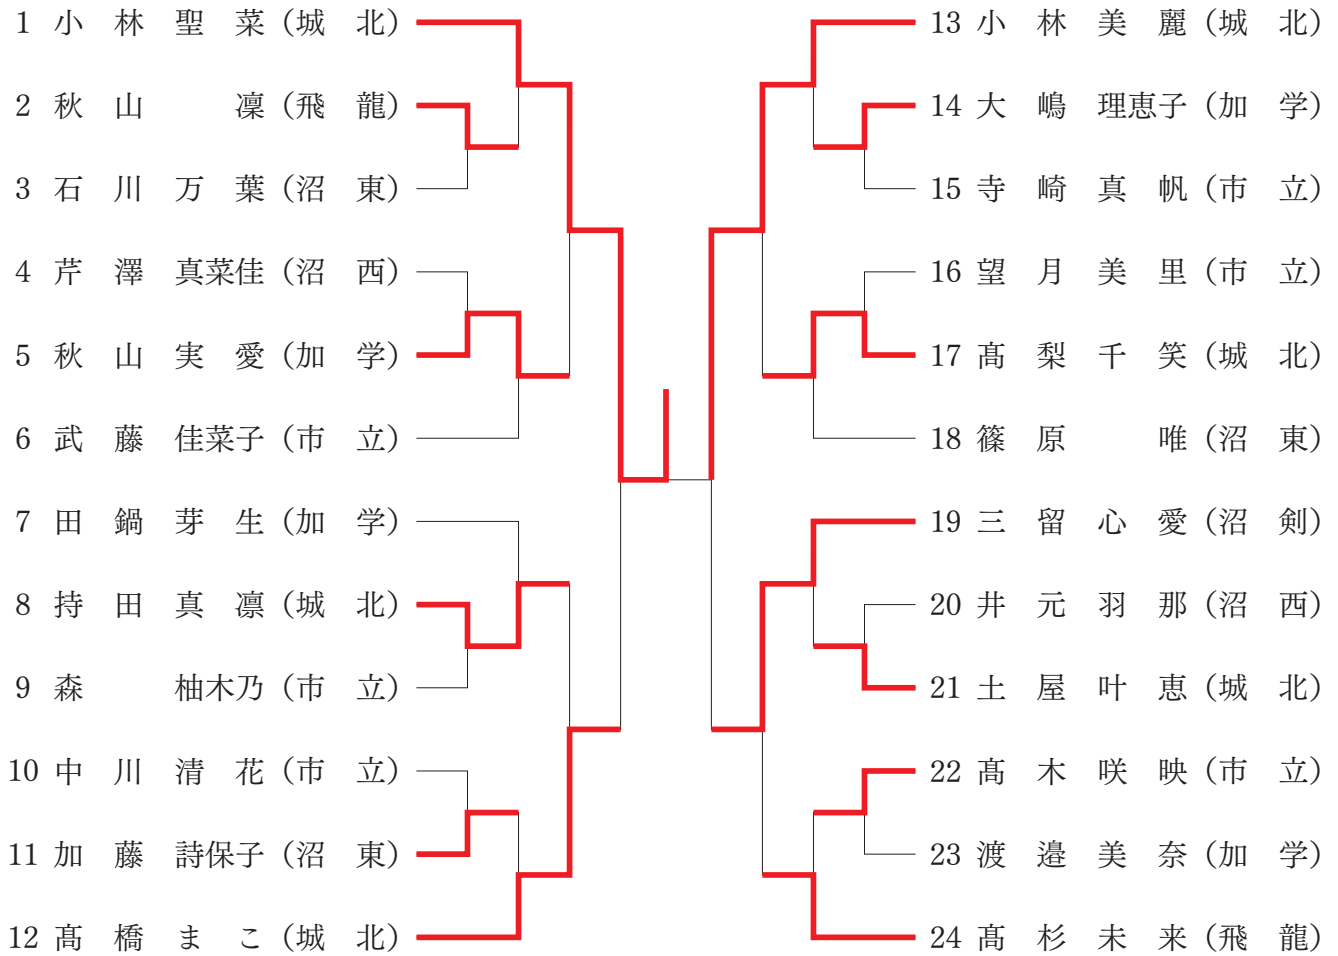 1 小林聖菜(城北)
2 秋山凜(飛龍)
3 石川万葉(沼東)
4 芹澤真菜佳(沼西)
5 秋山実愛(加学)
6 武藤佳菜子(市立)
7 田鍋芽生(加学)
8 持田真凛(城北)
9 森柚木乃(市立)
10 中川清花(市立)
11 加藤詩保子(沼東)
12 髙橋まこ(城北)
13 小林美麗(城北)
14 大嶋理恵子(加学)
15 寺崎真帆(市立)
16 望月美里(市立)
17 髙梨千笑(城北)
18 篠原唯(沼東)
19 三留心愛(沼剣)
20 井元羽那(沼西)
21 土屋叶恵(城北)
22 髙木咲映(市立)
23 渡邉美奈(加学)
24 髙杉未来(飛龍)